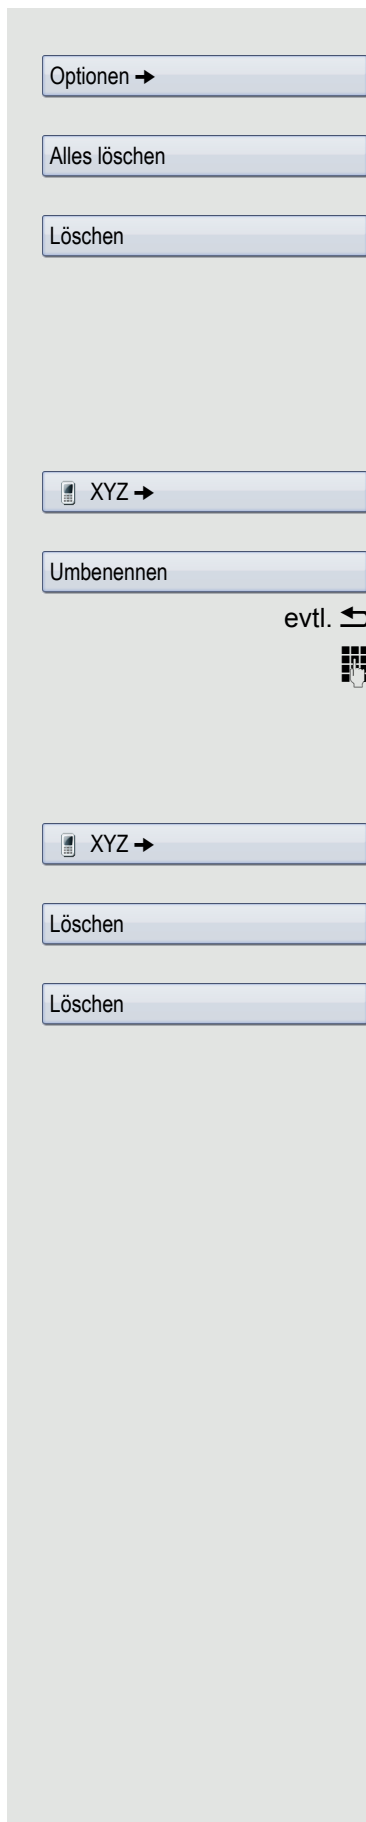 Optionen →
Alles löschen
Löschen
XYZ →
Umbenennen
evtl.
XYZ →
Löschen
Löschen